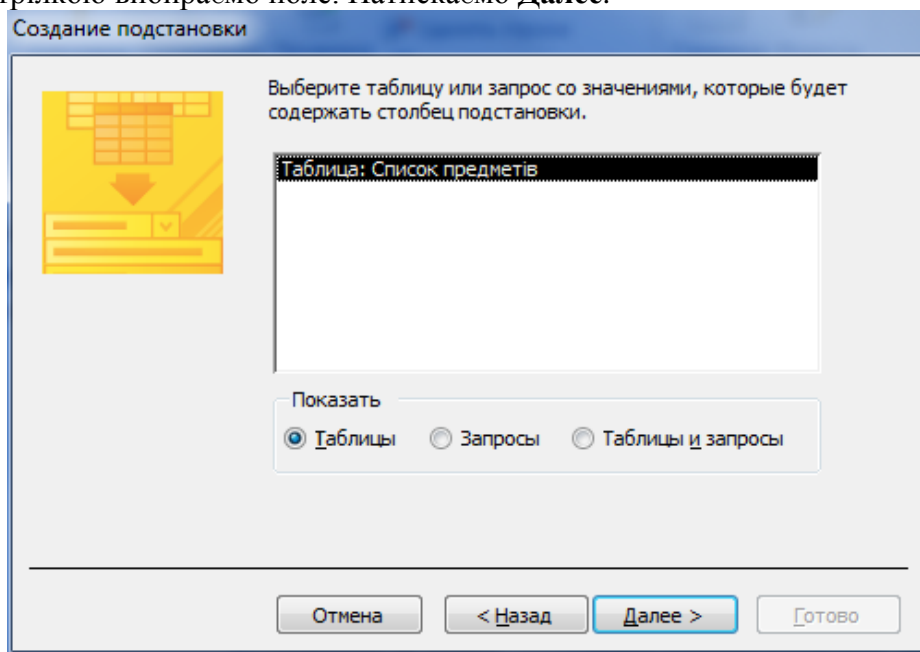 вибираємо поле. Натискаємо Далее.
Создание подстановки
Выберите таблицу или запрос со значениями, которые будет
содержать столбец подстановки.
Таблица: Список предметів
Показать
Таблицы Запросы Таблицы и запросы
Отмена < Назад Далее > Готово